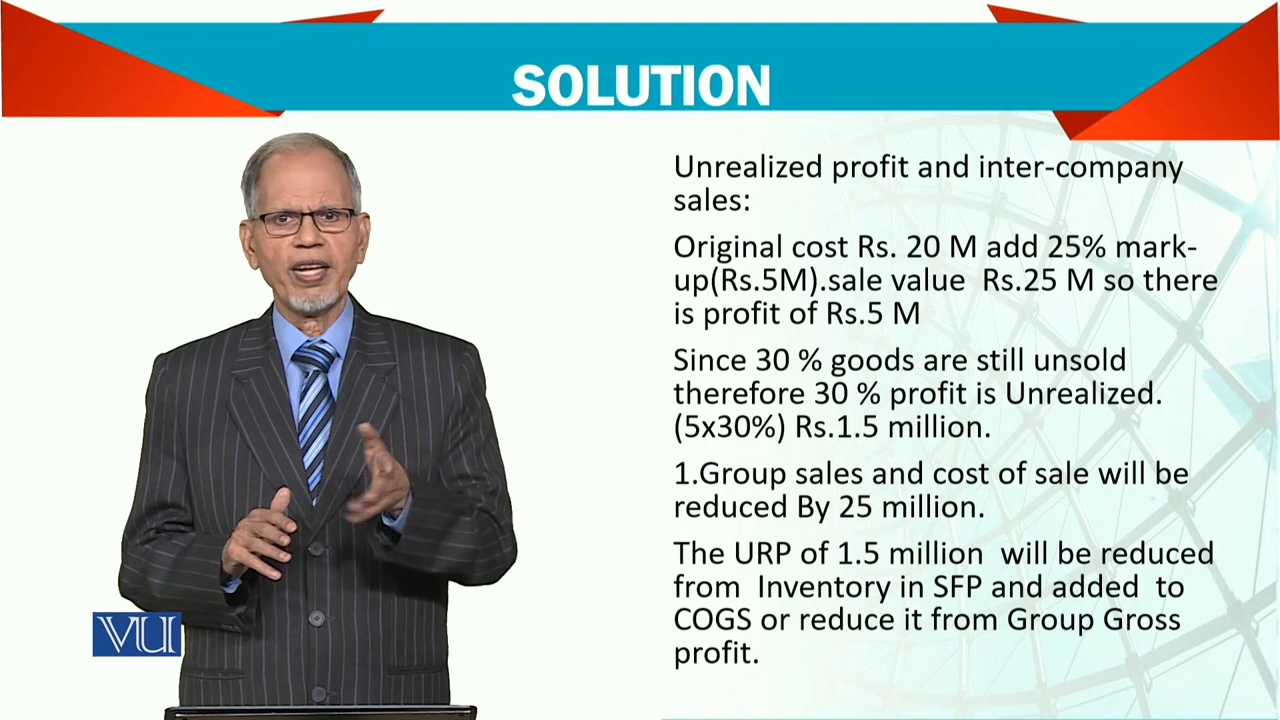 SOLUTION
Unrealized profit and inter-company
sales:
Original cost Rs. 20 M add 25% mark-
up(Rs.5M).sale value  Rs.25 M so there
is profit of Rs.5 M
Since 30 % goods are still unsold
therefore 30 % profit is Unrealized.
(5x30%) Rs.1.5 million.
1.Group sales and cost of sale will be
reduced By 25 million.
The URP of 1.5 million  will be reduced
from  Inventory in SFP and added  to
COGS or reduce it from Group Gross
profit.
VU